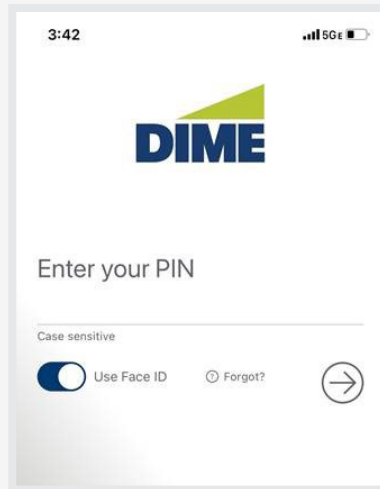 3:42 5GE
DIME
Enter your PIN
Case sensitive
Use Face ID ? Forgot?